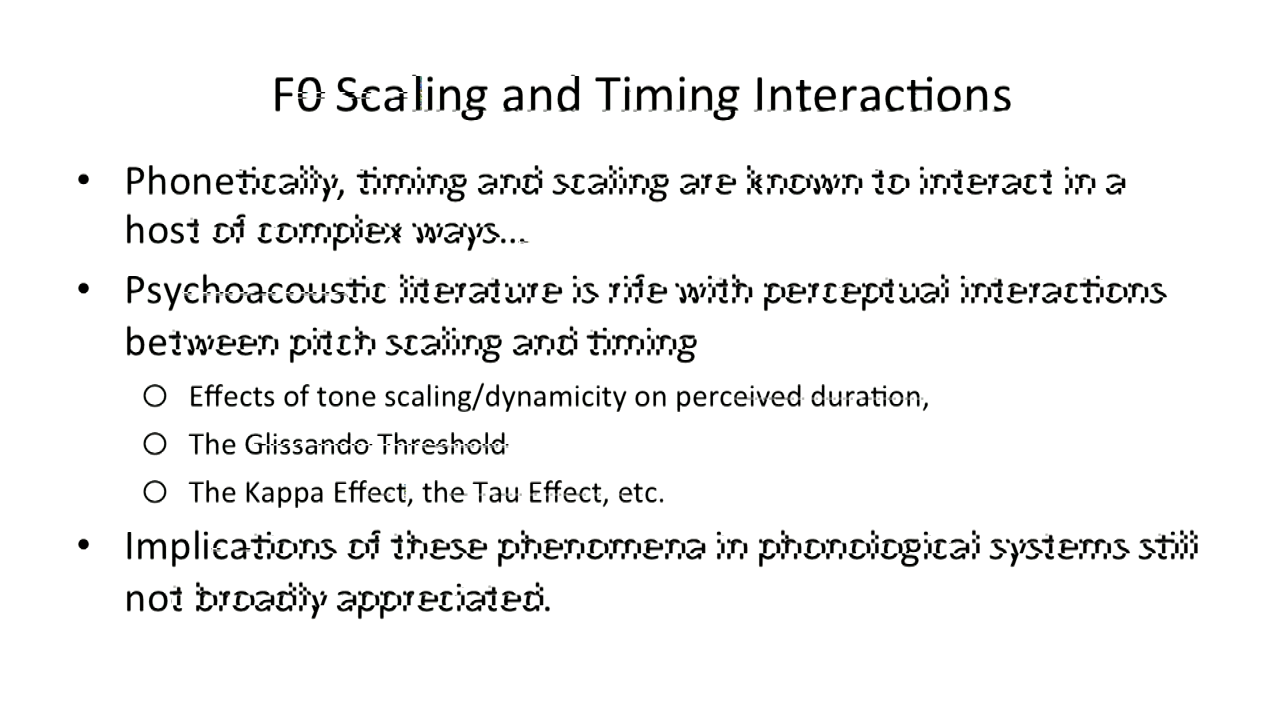 F0 Scaling and Timing Interactions
• Phonetically, timing and scaling are known to interact in a
host of complex ways...
• Psychoacoustic literature is rife with perceptual interactions
between pitch scaling and timing
○ Effects of tone scaling/dynamicity on perceived duration,
○ The Glissando Threshold
○ The Kappa Effect, the Tau Effect, etc.
• Implications of these phenomena in phonological systems still
not broadly appreciated.